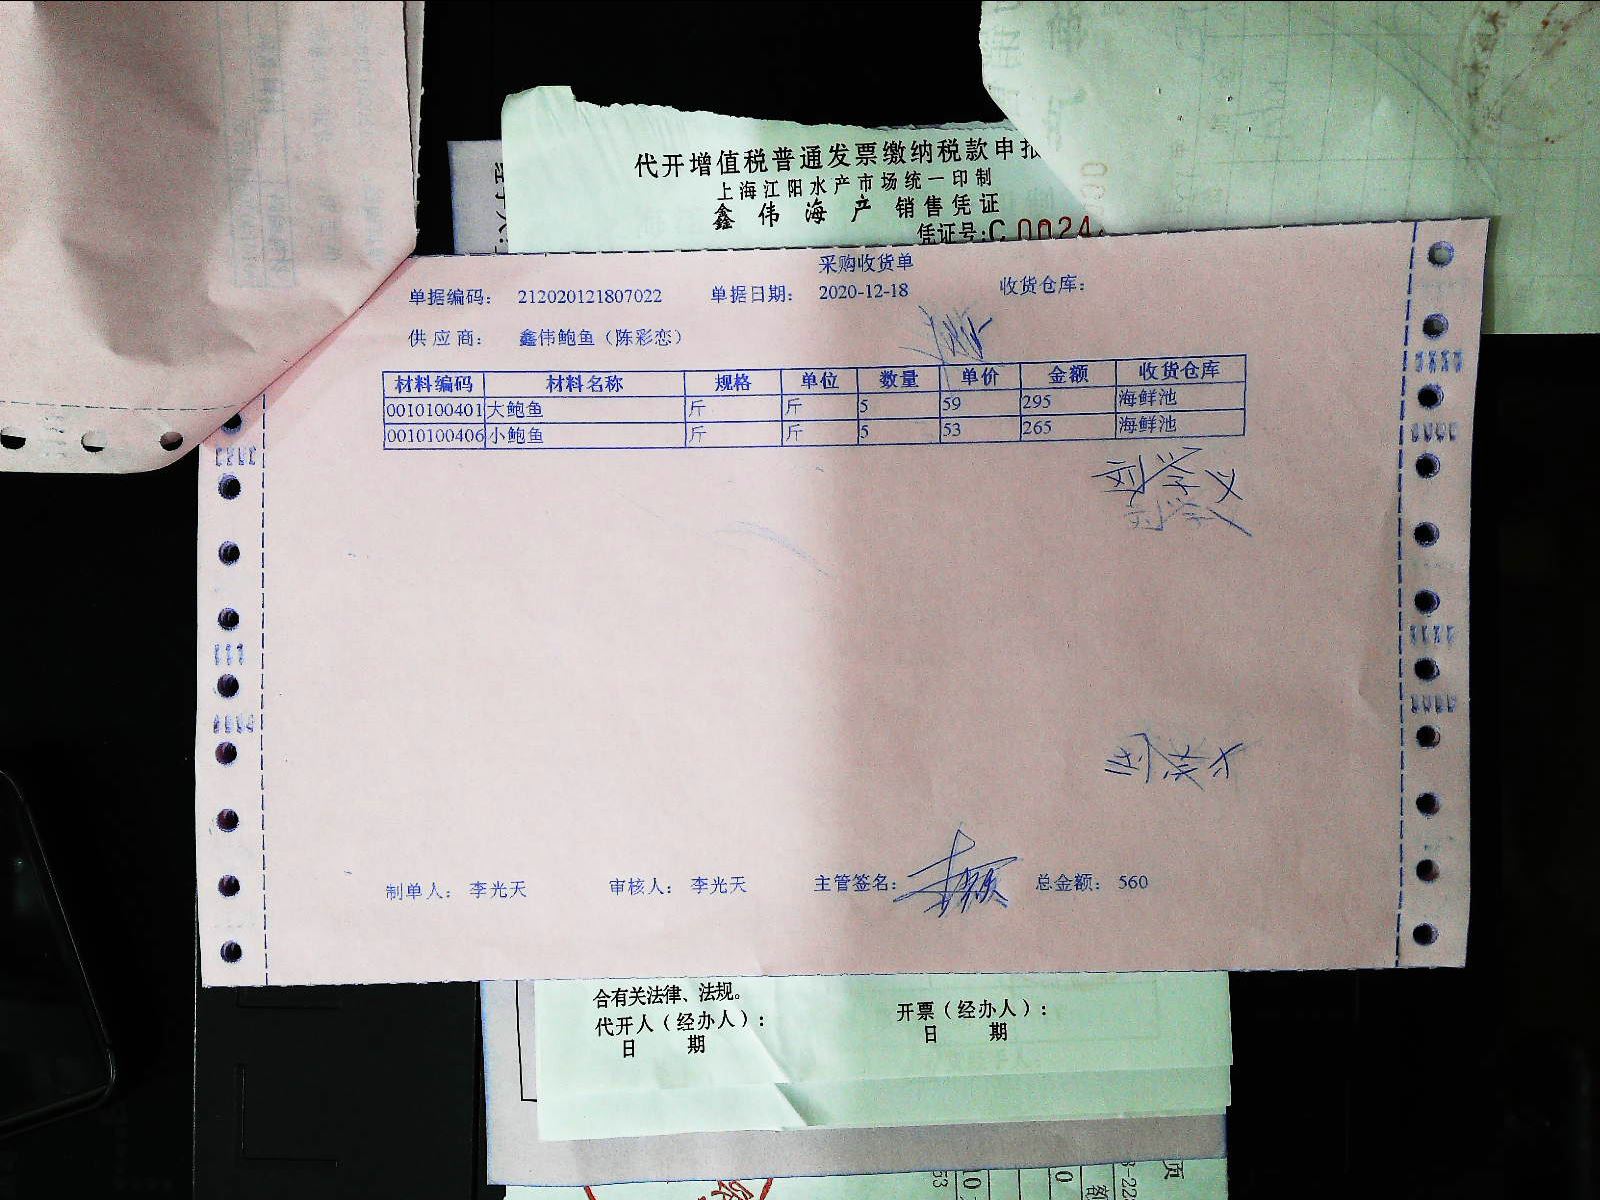 代开增值税普通发票缴纳税款申报
上海江阳水产市场统一印制
鑫伟海产 销售凭证
凭证号:C 0024
采购收货单
单据编码: 212020121807022 单据日期: 2020-12-18 收货仓库:
供应商: 鑫伟鲍鱼（陈彩恋）
材料编码 材料名称 规格 单位 数量 单价 金额 收货仓库
0010100401 大鲍鱼 斤 斤 5 59 295 海鲜池
0010100406 小鲍鱼 斤 斤 5 53 265 海鲜池
刘学义
刘学义
制单人: 李光天 审核人: 李光天 主管签名: 总金额: 560
合有关法律、法规。
代开人（经办人）: 开票（经办人）:
日 期 日 期